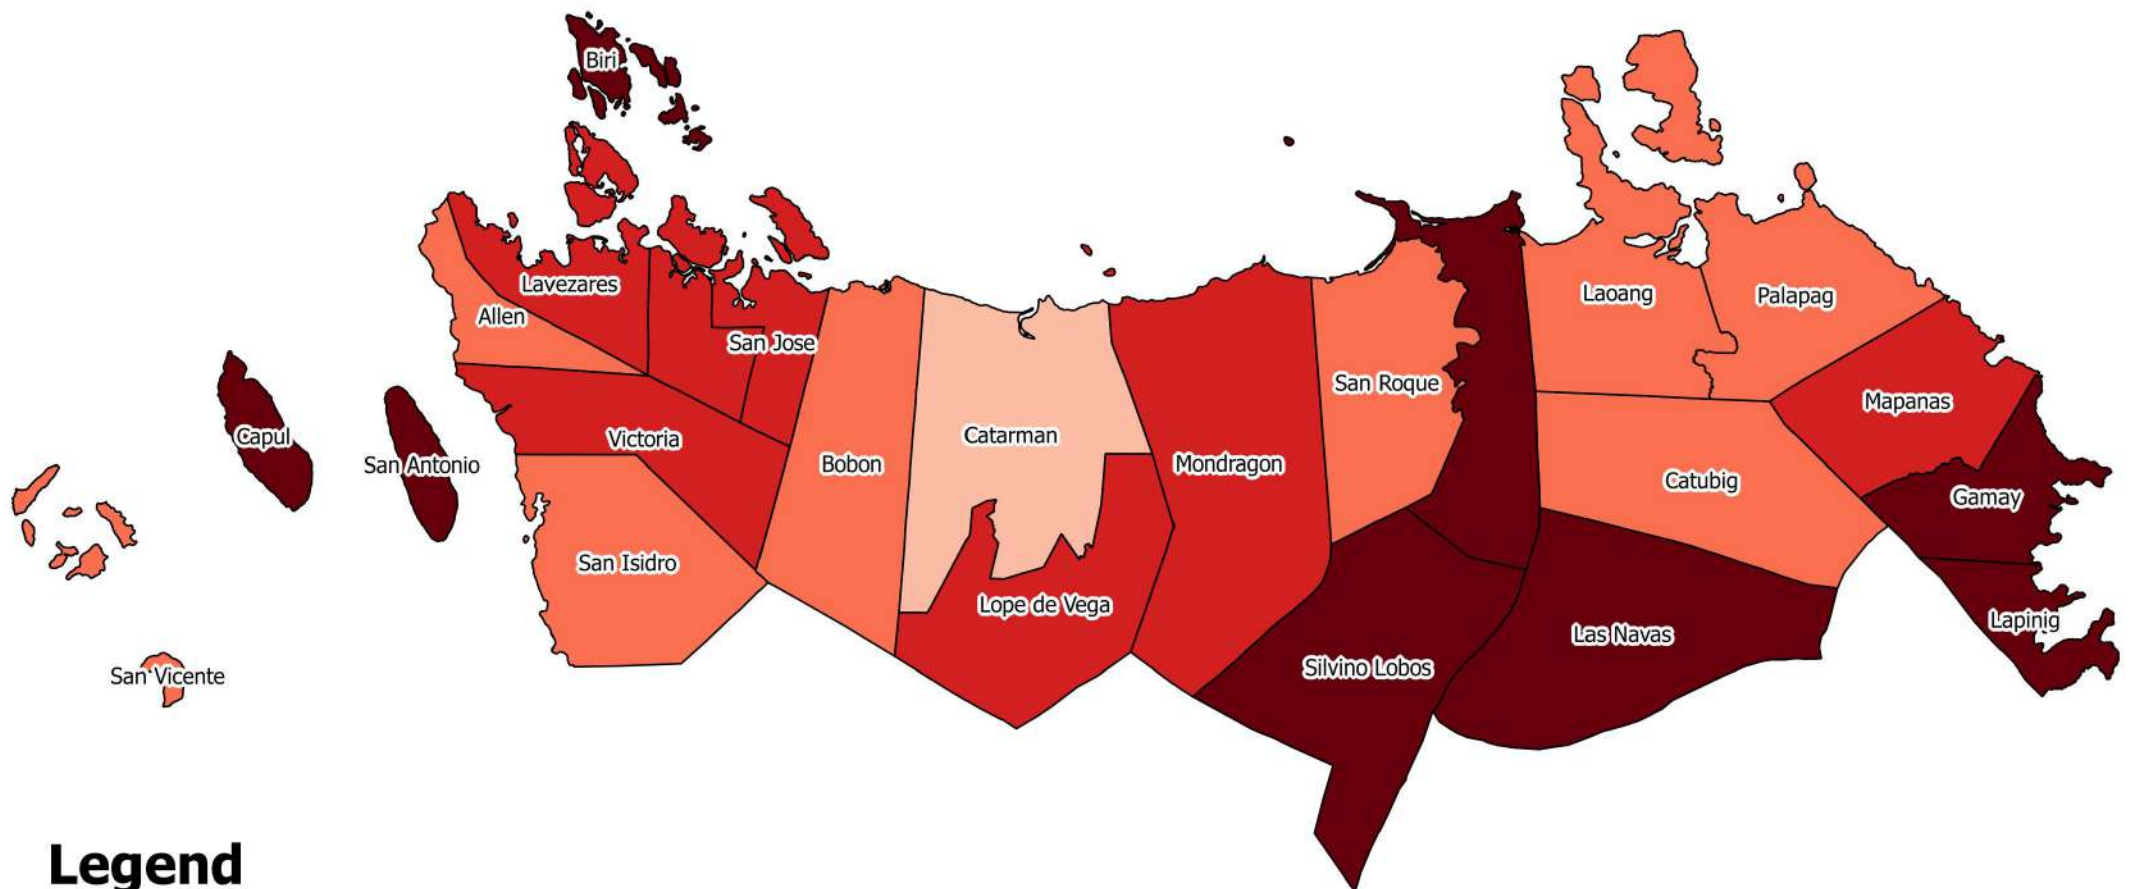 Biri
Lavezares
Allen
San Jose
Laoang
Palapag
San Roque
Mapanas
Capul
San Antonio
Victoria
Bobon
Catarman
Mondragon
Catubig
Gamay
San Isidro
Lope de Vega
Las Navas
Lapinig
San Vicente
Silvino Lobos
Legend